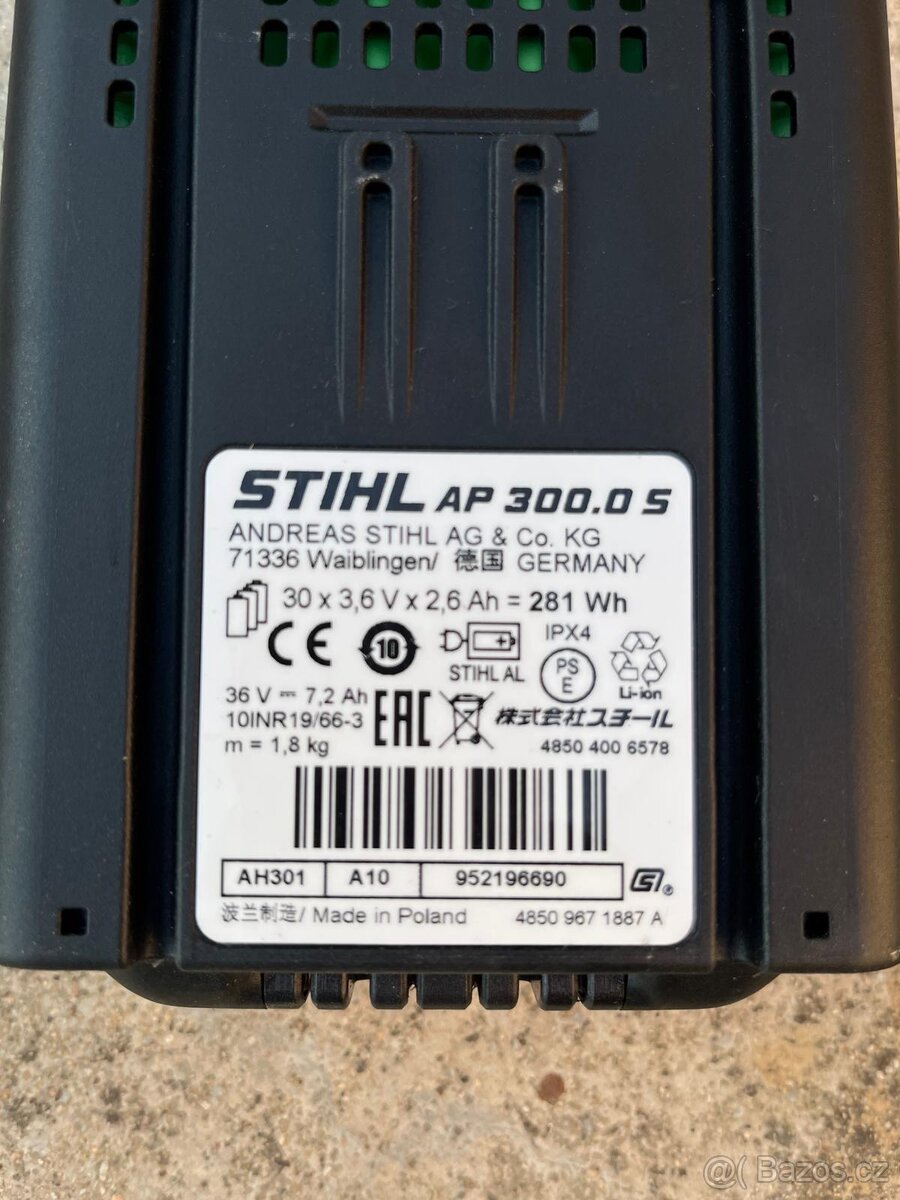 STIHL AP 300.0 S
ANDREAS STIHL AG & Co. KG
71336 Waiblingen/ 德国 GERMANY
30 x 3,6 V x 2,6 Ah = 281 Wh
CE 10 IPX4
PS E
STIHL AL Li-ion
36 V ⎓ 7,2 Ah
10INR19/66-3 EAC 株式会社スチール
m = 1,8 kg 4850 400 6578
AH301 A10 952196690
波兰制造/ Made in Poland 4850 967 1887 A
@( Bazos.cz